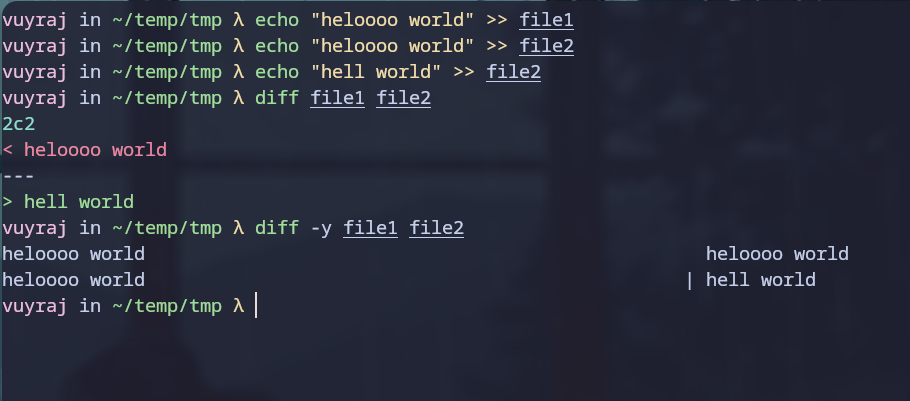 vuyraj in ~/temp/tmp λ echo "heloooo world" >> file1
vuyraj in ~/temp/tmp λ echo "heloooo world" >> file2
vuyraj in ~/temp/tmp λ echo "hell world" >> file2
vuyraj in ~/temp/tmp λ diff file1 file2
2c2
< heloooo world
---
> hell world
vuyraj in ~/temp/tmp λ diff -y file1 file2
heloooo world heloooo world
heloooo world | hell world
vuyraj in ~/temp/tmp λ